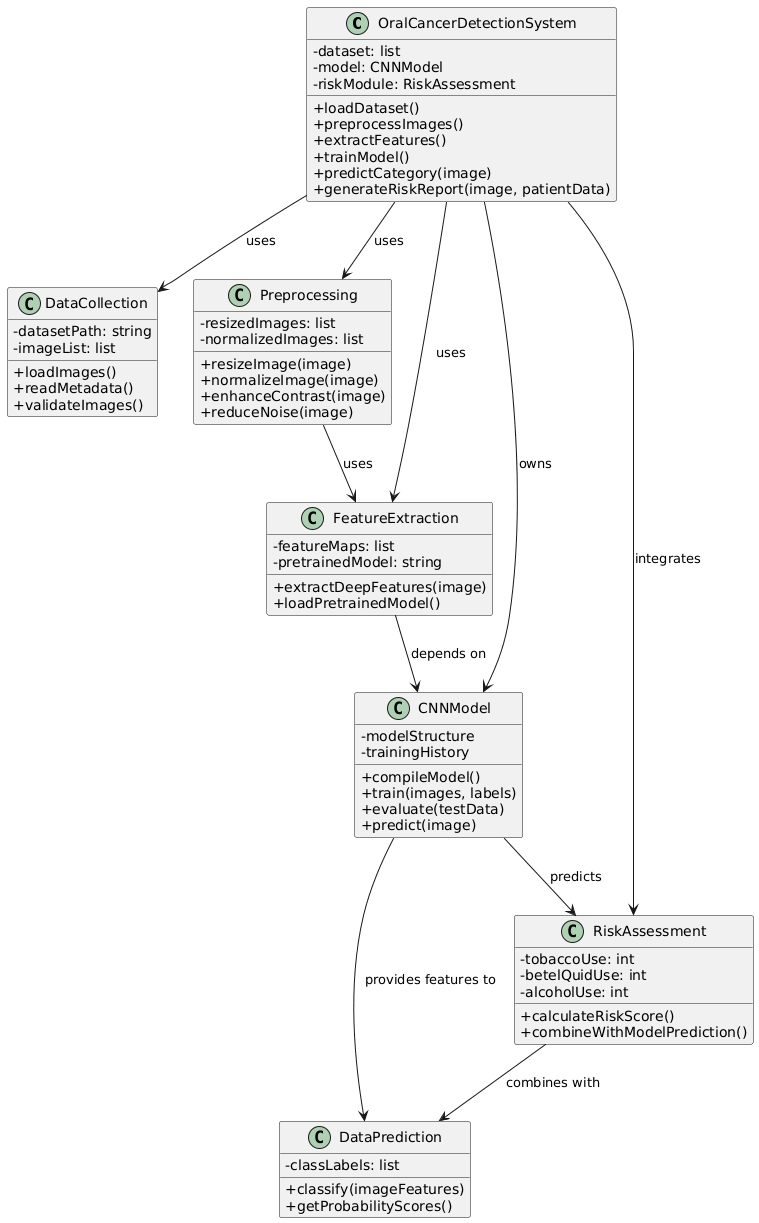 C OralCancerDetectionSystem
-dataset: list
-model: CNNModel
-riskModule: RiskAssessment
+loadDataset()
+preprocessImages()
+extractFeatures()
+trainModel()
+predictCategory(image)
+generateRiskReport(image, patientData)
uses
uses
C DataCollection
-datasetPath: string
-imageList: list
+loadImages()
+readMetadata()
+validateImages()
C Preprocessing
-resizedImages: list
-normalizedImages: list
+resizeImage(image)
+normalizeImage(image)
+enhanceContrast(image)
+reduceNoise(image)
uses
uses
owns
C FeatureExtraction
-featureMaps: list
-pretrainedModel: string
+extractDeepFeatures(image)
+loadPretrainedModel()
integrates
depends on
C CNNModel
-modelStructure
-trainingHistory
+compileModel()
+train(images, labels)
+evaluate(testData)
+predict(image)
predicts
C RiskAssessment
-tobaccoUse: int
-betelQuidUse: int
-alcoholUse: int
+calculateRiskScore()
+combineWithModelPrediction()
provides features to
combines with
C DataPrediction
-classLabels: list
+classify(imageFeatures)
+getProbabilityScores()